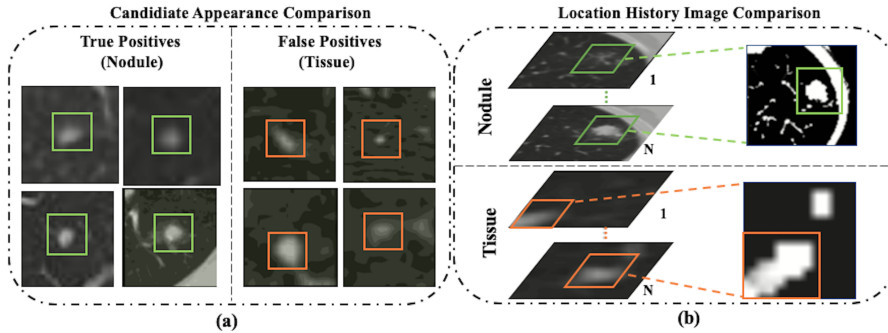 Candidiate Appearance Comparison
True Positives
(Nodule)
False Positives
(Tissue)
(a)
Location History Image Comparison
Nodule
1
N
Tissue
1
N
(b)